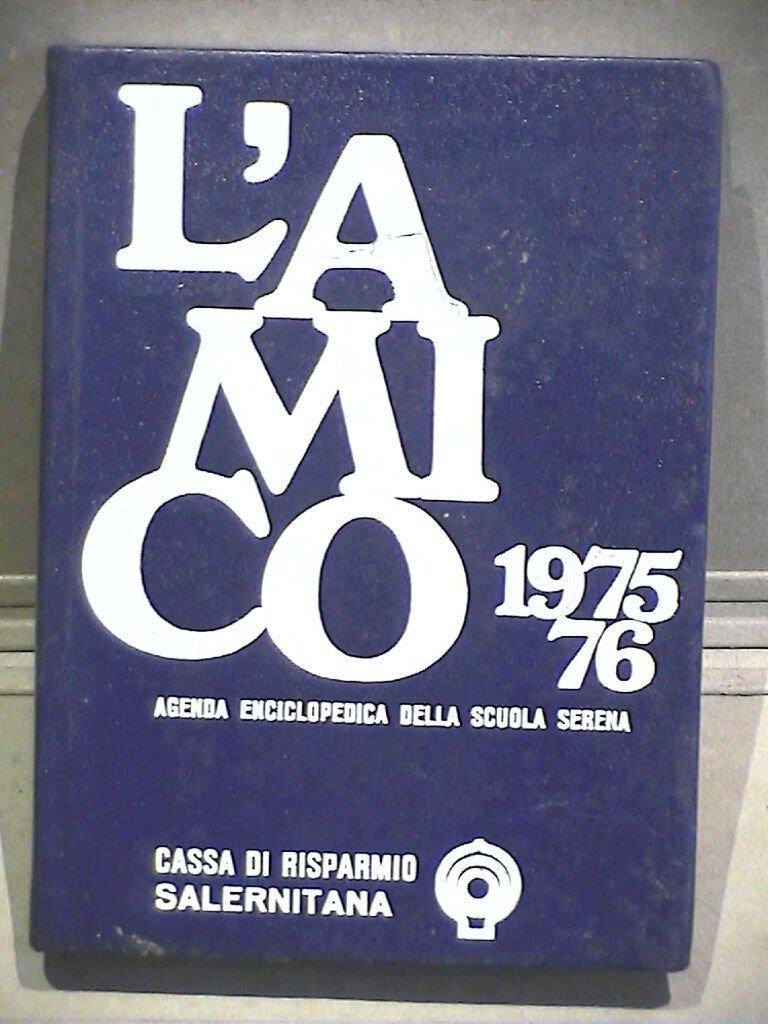 L'A
MI
CO
1975
76
AGENDA ENCICLOPEDICA DELLA SCUOLA SERENA
CASSA DI RISPARMIO
SALERNITANA